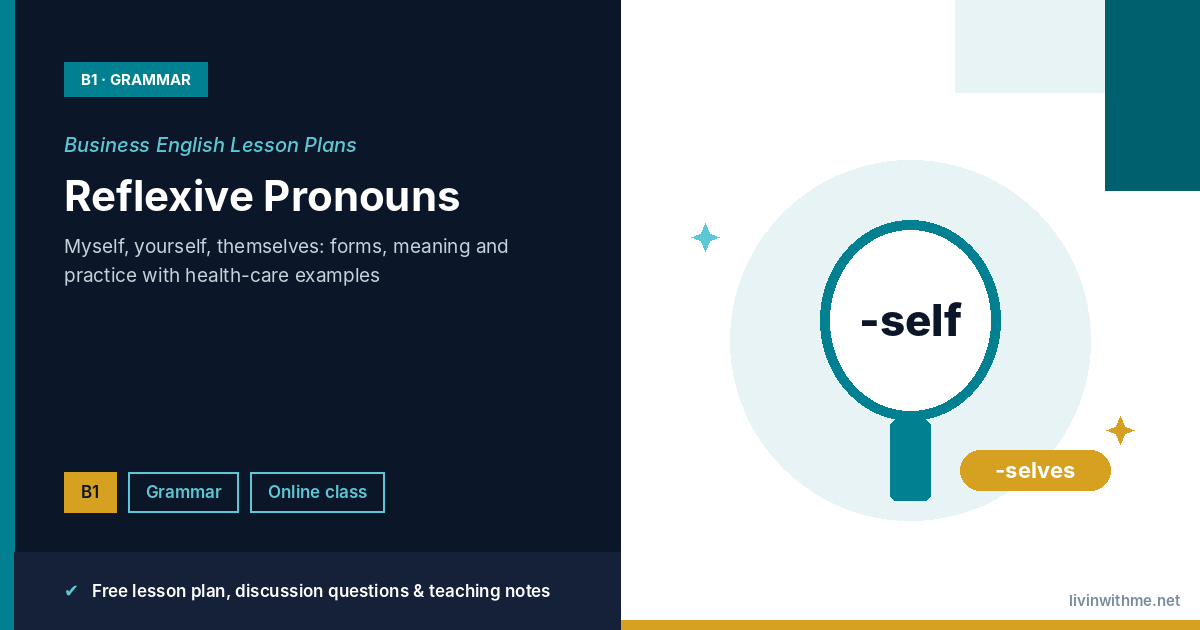 B1 · GRAMMAR
Business English Lesson Plans
Reflexive Pronouns
Myself, yourself, themselves: forms, meaning and
practice with health-care examples
B1
Grammar
Online class
✔ Free lesson plan, discussion questions & teaching notes
-self
-selves
livinwithme.net